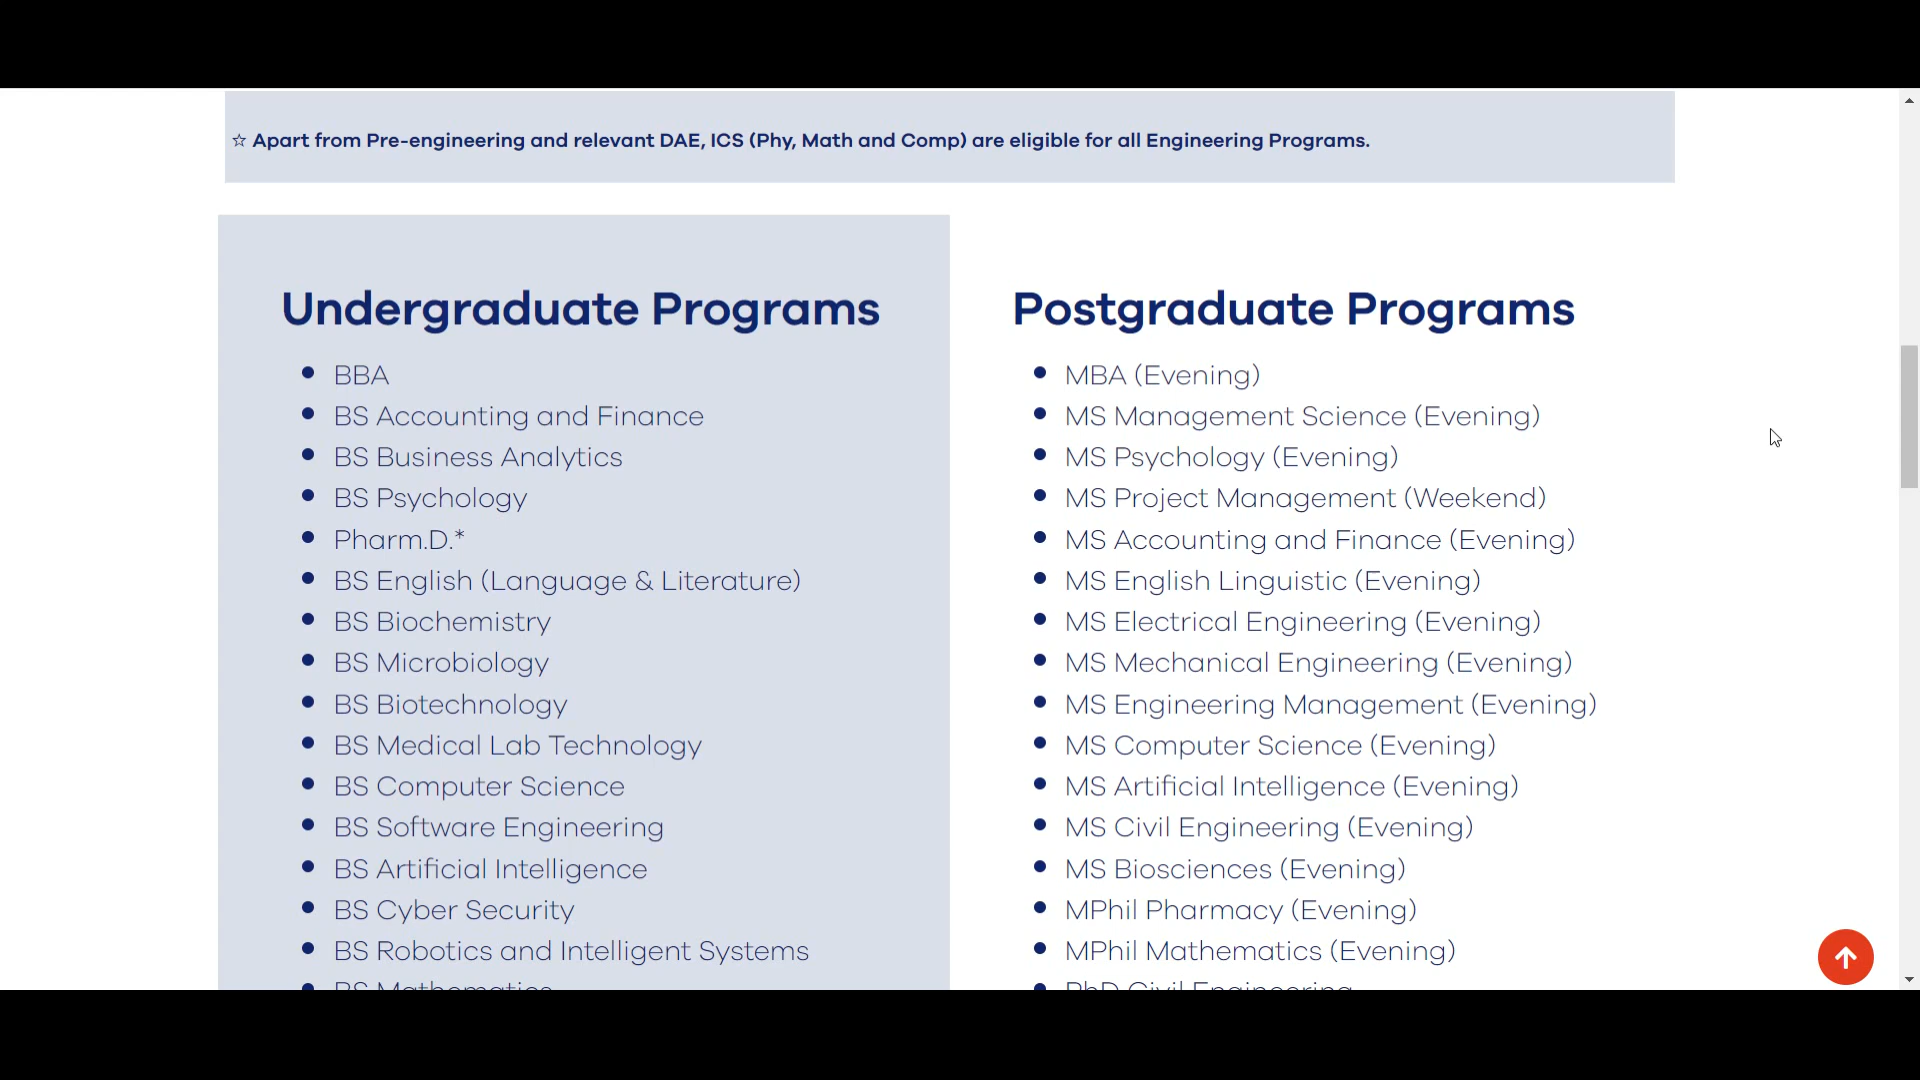 ☆ Apart from Pre-engineering and relevant DAE, ICS (Phy, Math and Comp) are eligible for all Engineering Programs.
Undergraduate Programs
BBA
BS Accounting and Finance
BS Business Analytics
BS Psychology
Pharm.D.*
BS English (Language & Literature)
BS Biochemistry
BS Microbiology
BS Biotechnology
BS Medical Lab Technology
BS Computer Science
BS Software Engineering
BS Artificial Intelligence
BS Cyber Security
BS Robotics and Intelligent Systems
BS Mathematics
Postgraduate Programs
MBA (Evening)
MS Management Science (Evening)
MS Psychology (Evening)
MS Project Management (Weekend)
MS Accounting and Finance (Evening)
MS English Linguistic (Evening)
MS Electrical Engineering (Evening)
MS Mechanical Engineering (Evening)
MS Engineering Management (Evening)
MS Computer Science (Evening)
MS Artificial Intelligence (Evening)
MS Civil Engineering (Evening)
MS Biosciences (Evening)
MPhil Pharmacy (Evening)
MPhil Mathematics (Evening)
PhD Civil Engineering